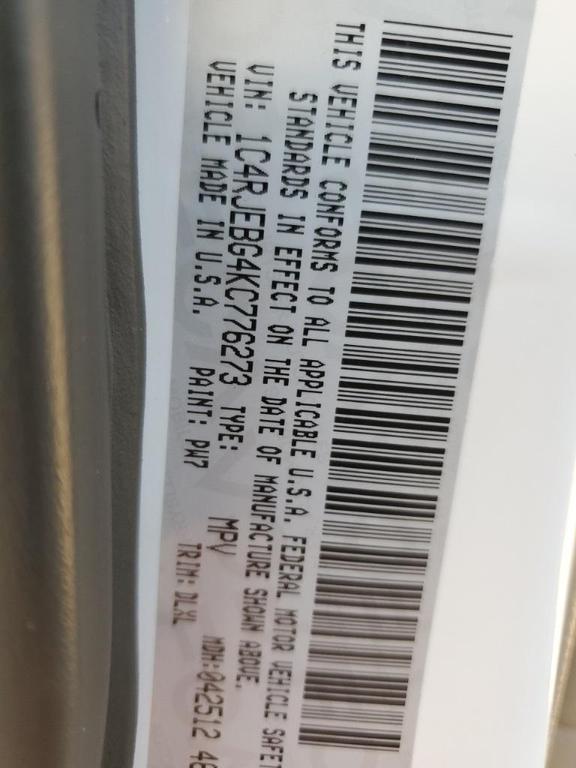 THIS VEHICLE CONFORMS TO ALL APPLICABLE U.S.A. FEDERAL MOTOR VEHICLE SAFET
STANDARDS IN EFFECT ON THE DATE OF MANUFACTURE SHOWN ABOVE.
VIN: 1C4RJEBG4KC776273 TYPE: MPV
VEHICLE MADE IN U.S.A. PAINT: PW7 TRIM: DLXL MDH:042512 48